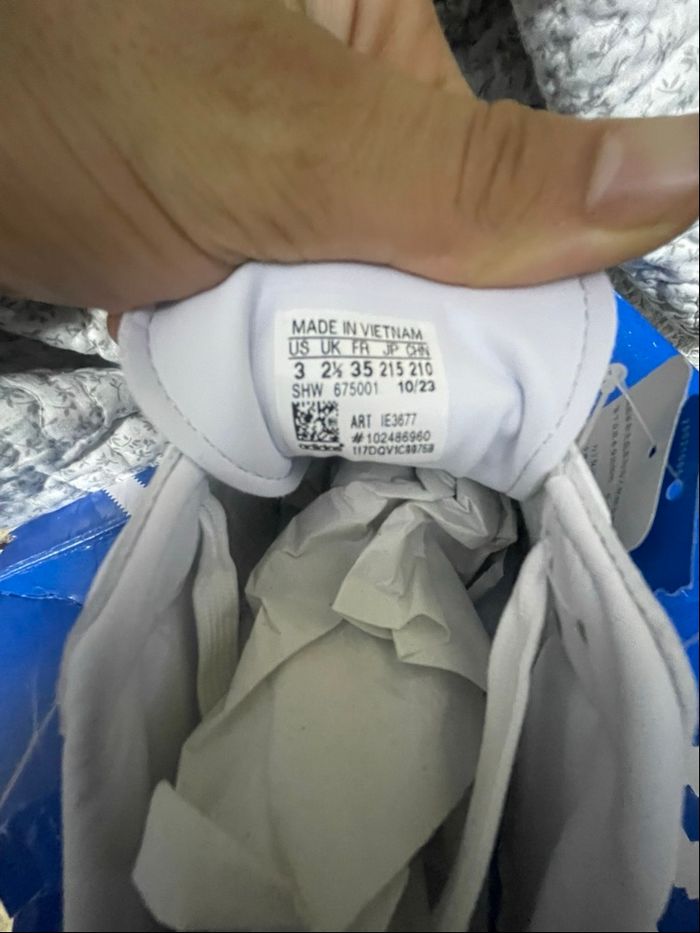 MADE IN VIETNAM
US UK FR JP CHN
3 2½ 35 215 210
SHW 675001 10/23
ART IE3677
#102486960